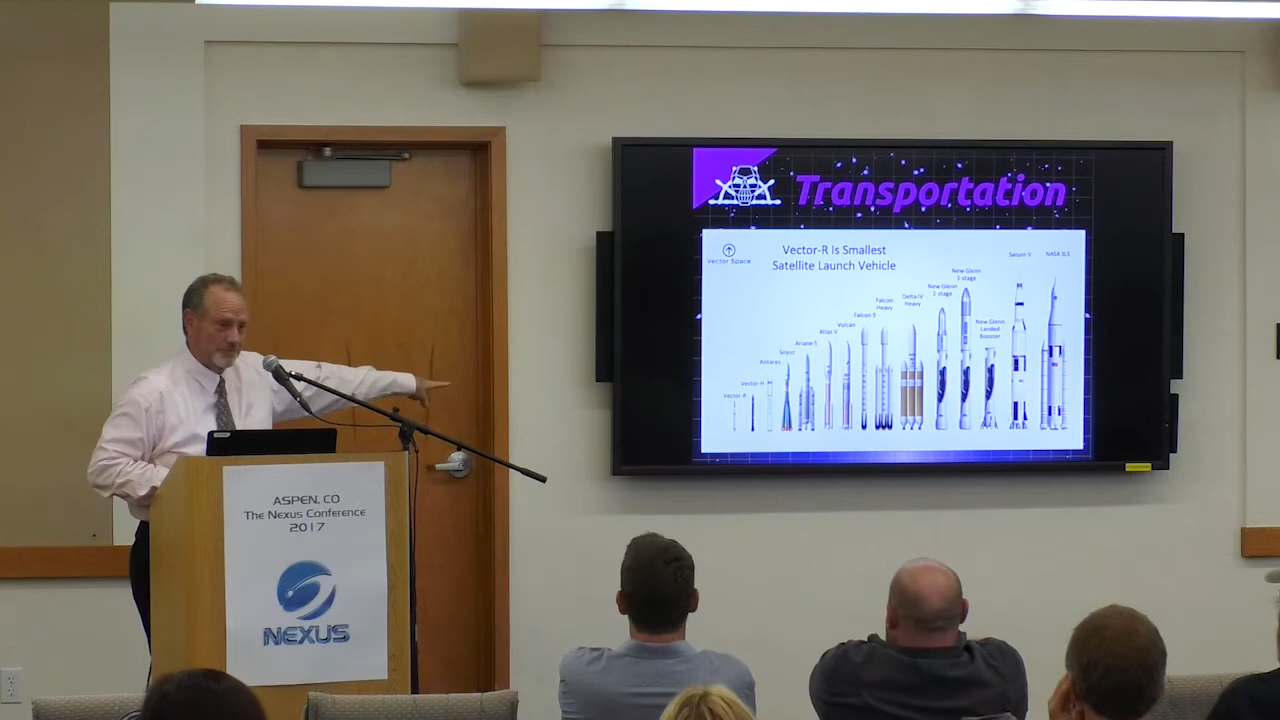 Transportation
Vector Space
Vector-R Is Smallest
Satellite Launch Vehicle
Vector-R
Vector-H
Antares
Soyuz
Ariane 5
Atlas V
Vulcan
Falcon 9
Falcon
Heavy
Delta IV
Heavy
New Glenn
2-stage
New Glenn
3-stage
New Glenn
Landed
Booster
Saturn V
NASA SLS
ASPEN, CO
The Nexus Conference
2017
NEXUS